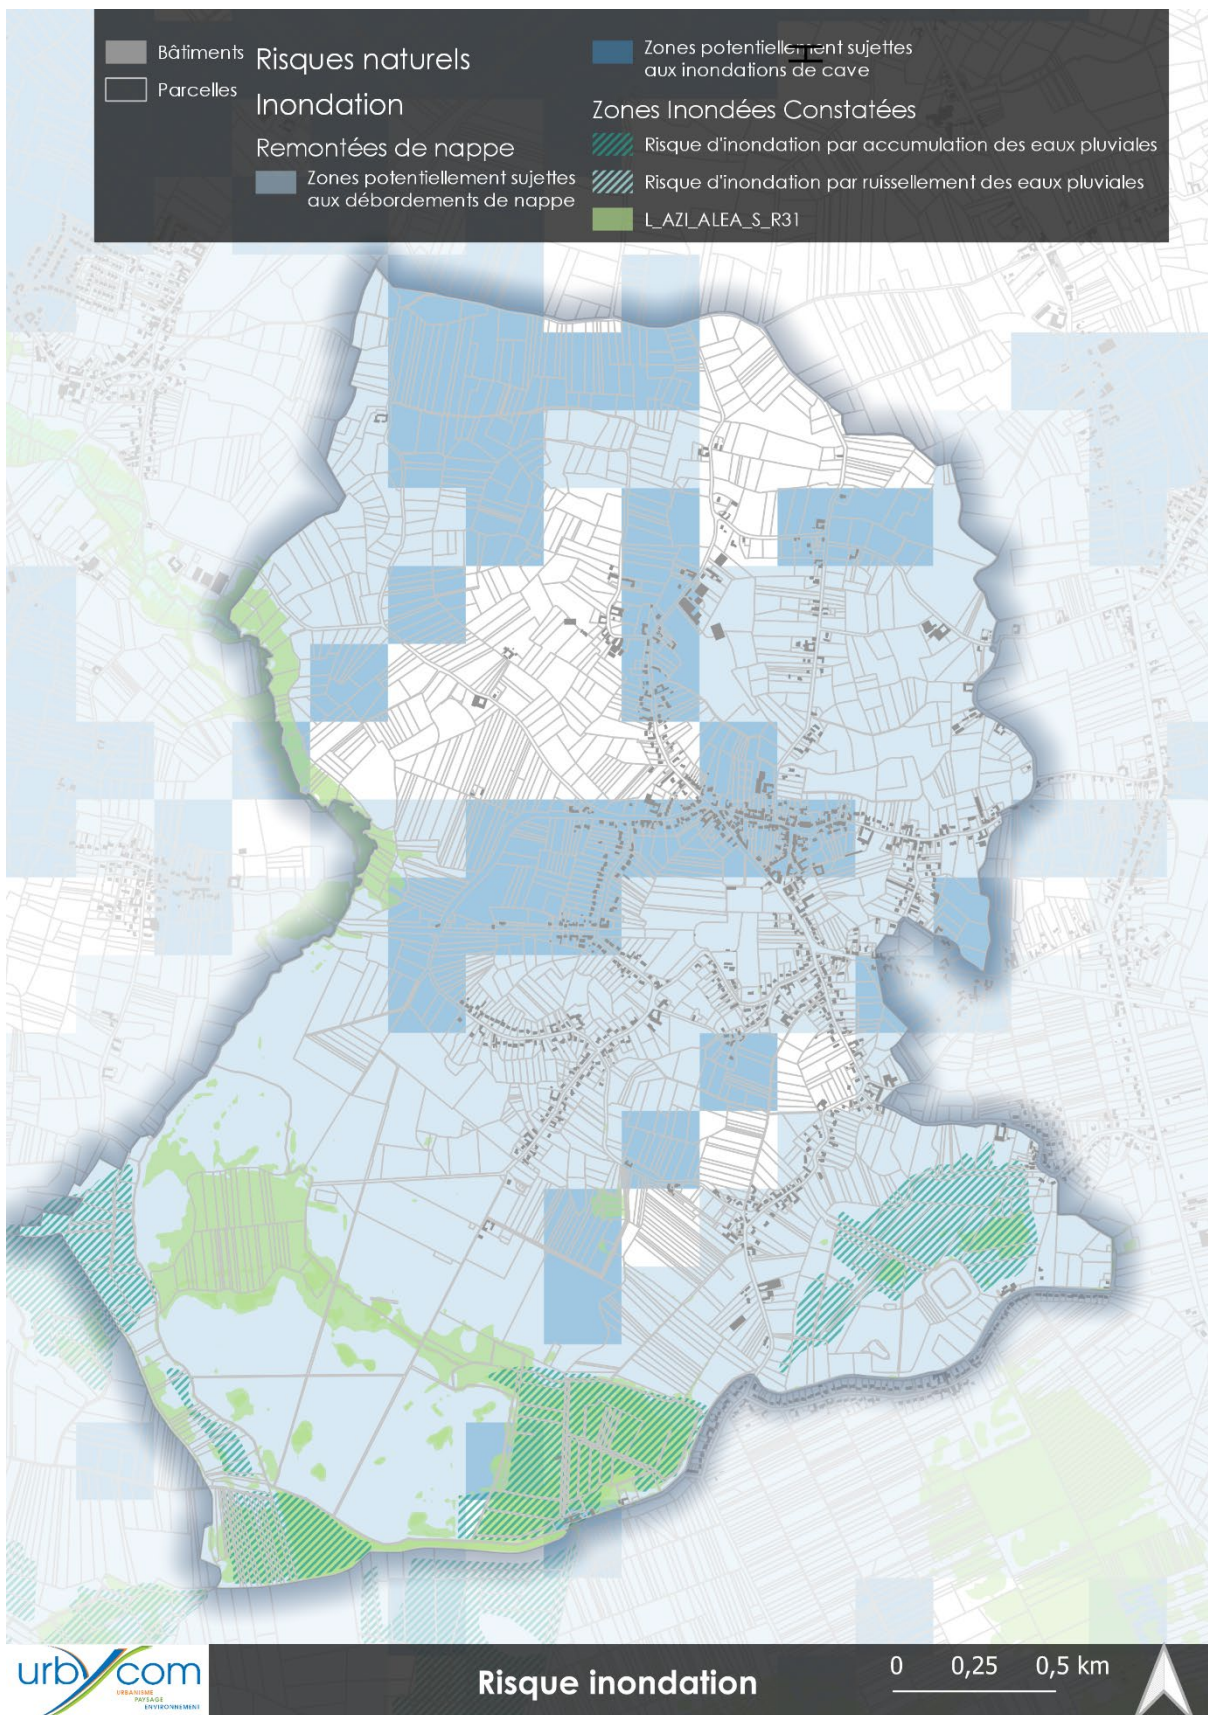 Bâtiments
Parcelles
Risques naturels
Inondation
Remontées de nappe
Zones potentiellement sujettes
aux débordements de nappe
Zones potentiellement sujettes
aux inondations de cave
Zones Inondées Constatées
Risque d'inondation par accumulation des eaux pluviales
Risque d'inondation par ruissellement des eaux pluviales
L_AZI_ALEA_S_R31
urbycom
URBANISME
PAYSAGE
ENVIRONNEMENT
Risque inondation
0 0,25 0,5 km